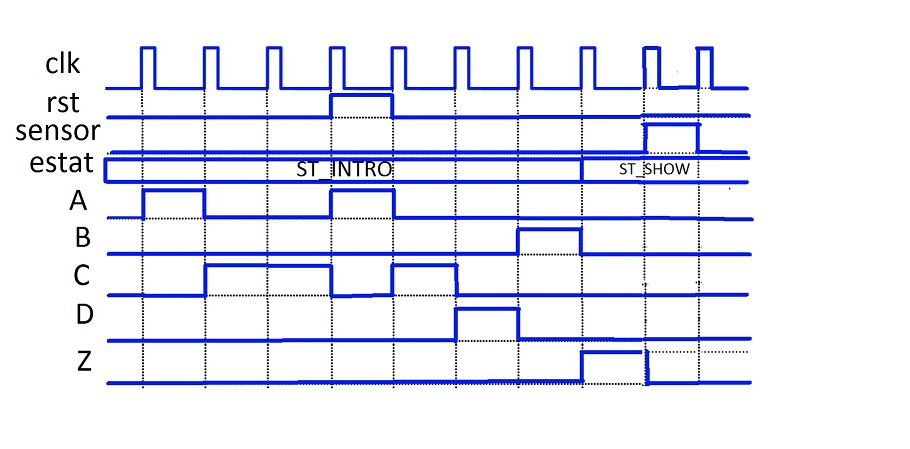 clk
rst
sensor
estat
ST_INTRO
ST_SHOW
A
B
C
D
Z